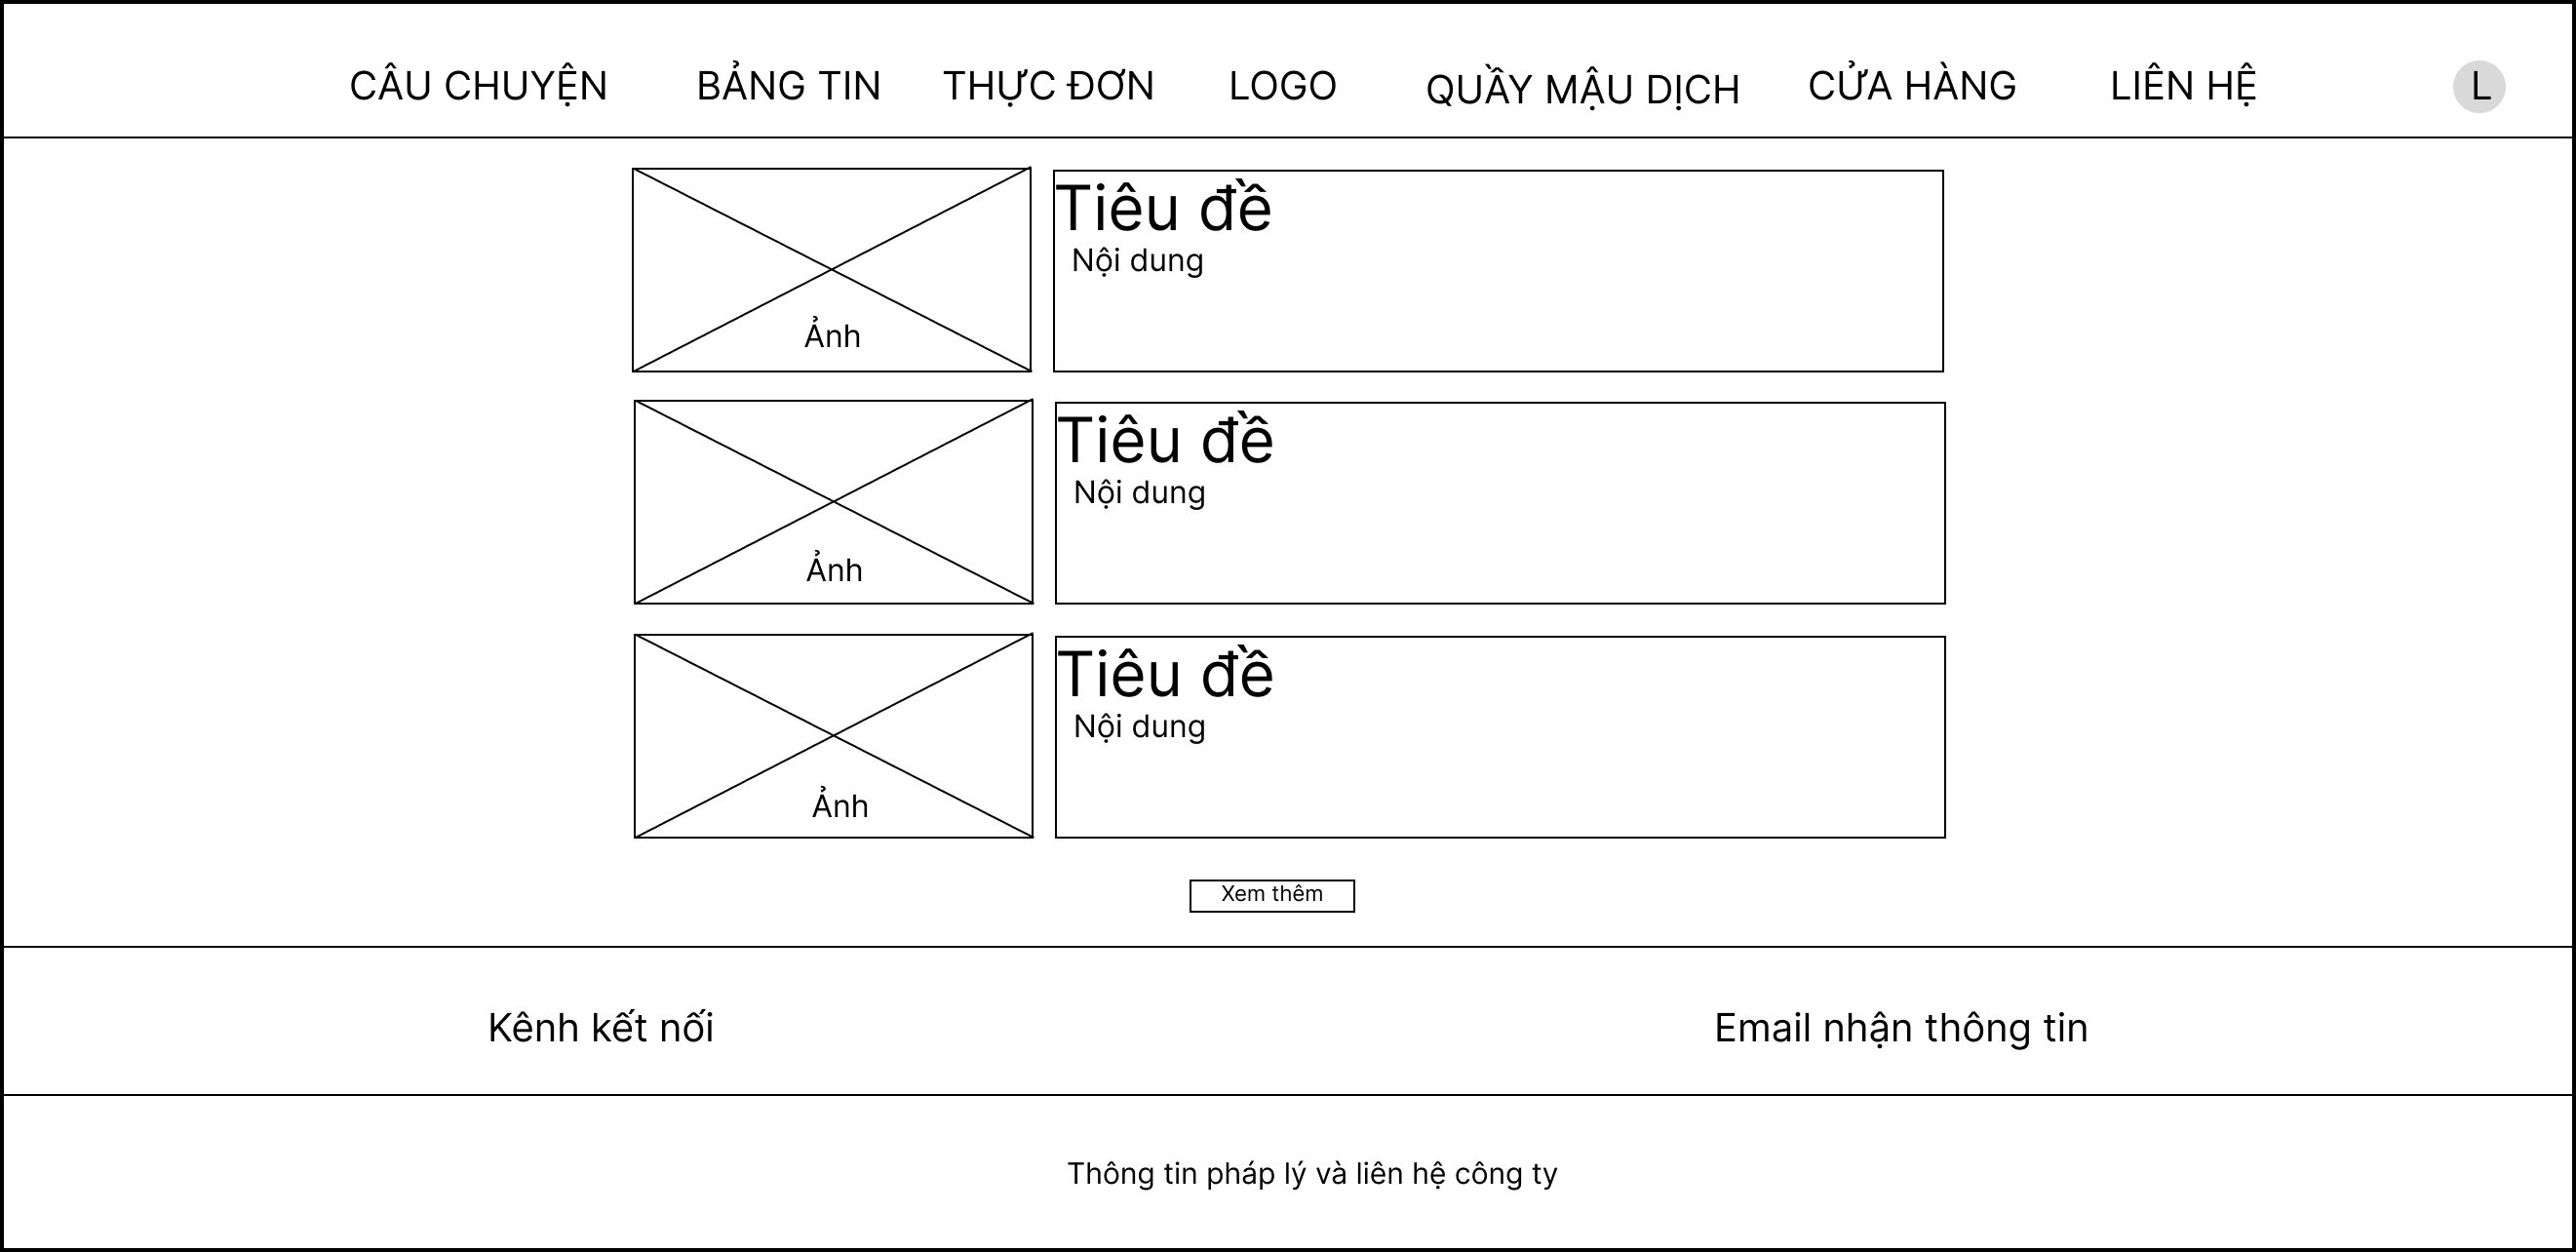 CÂU CHUYỆN BẢNG TIN THỰC ĐƠN LOGO QUẦY MẬU DỊCH CỬA HÀNG LIÊN HỆ L
Tiêu đề
Nội dung
Ảnh
Tiêu đề
Nội dung
Ảnh
Tiêu đề
Nội dung
Ảnh
Xem thêm
Kênh kết nối Email nhận thông tin
Thông tin pháp lý và liên hệ công ty